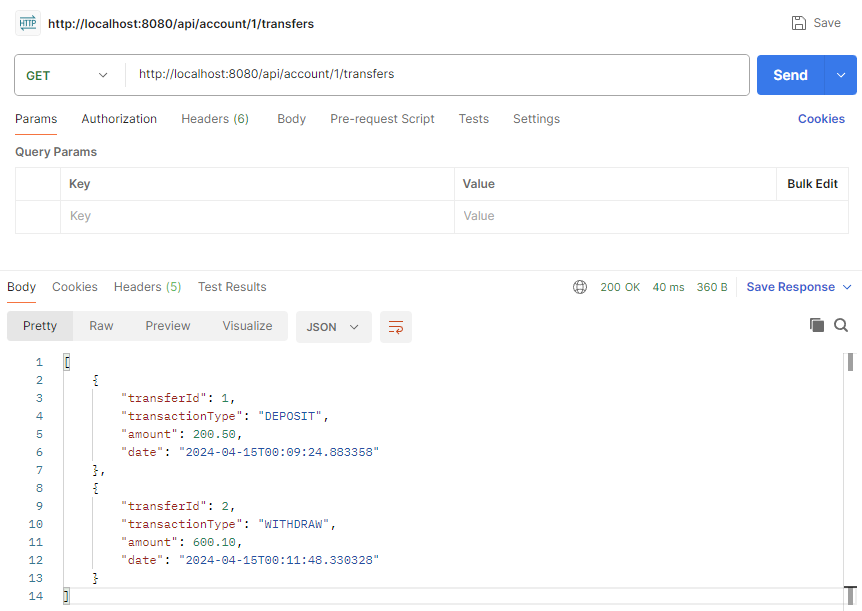 HTTP http://localhost:8080/api/account/1/transfers Save
GET http://localhost:8080/api/account/1/transfers Send
Params Authorization Headers (6) Body Pre-request Script Tests Settings Cookies
Query Params
Key Value Bulk Edit
Key Value
Body Cookies Headers (5) Test Results 200 OK 40 ms 360 B Save Response
Pretty Raw Preview Visualize JSON
1 [
2 {
3 "transferId": 1,
4 "transactionType": "DEPOSIT",
5 "amount": 200.50,
6 "date": "2024-04-15T00:09:24.883358"
7 },
8 {
9 "transferId": 2,
10 "transactionType": "WITHDRAW",
11 "amount": 600.10,
12 "date": "2024-04-15T00:11:48.330328"
13 }
14 ]